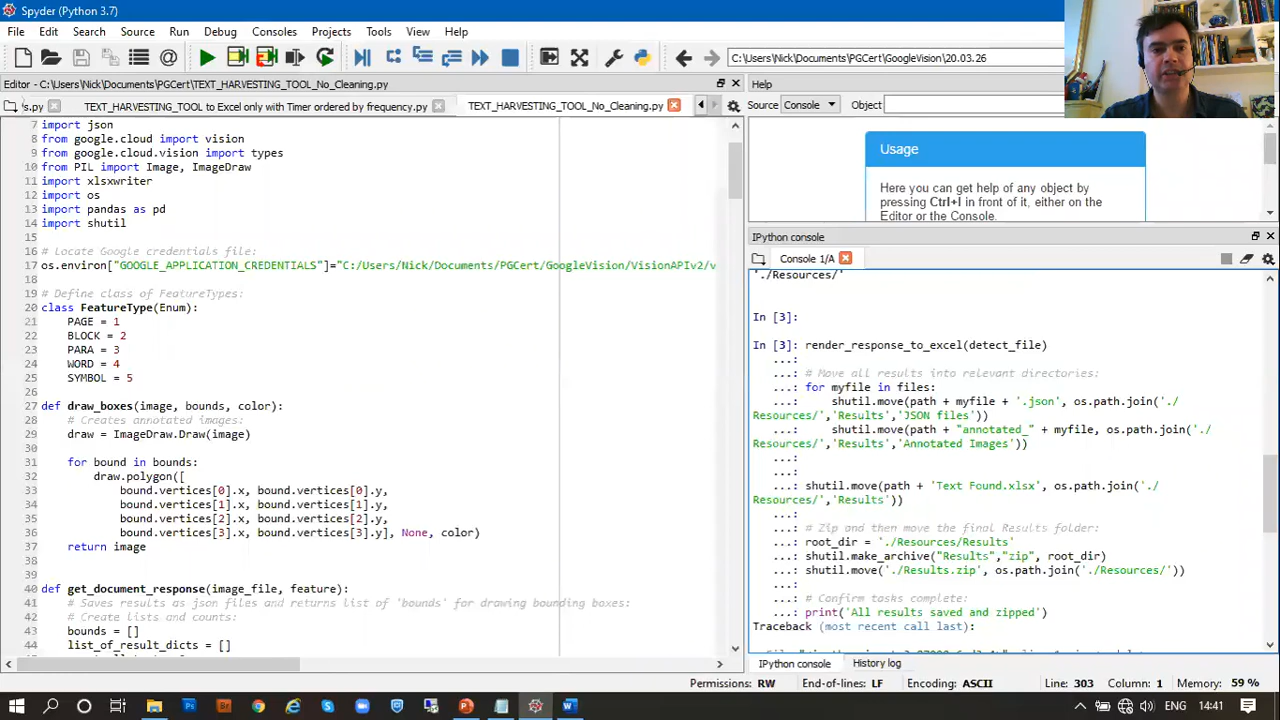 Spyder (Python 3.7)
File Edit Search Source Run Debug Consoles Projects Tools View Help
C:\Users\Nick\Documents\PGCert\GoogleVision\20.03.26
Editor - C:\Users\Nick\Documents\PGCert\TEXT_HARVESTING_TOOL_No_Cleaning.py
's.py TEXT_HARVESTING_TOOL to Excel only with Timer ordered by frequency.py TEXT_HARVESTING_TOOL_No_Cleaning.py
7 import json
8 from google.cloud import vision
9 from google.cloud.vision import types
10 from PIL import Image, ImageDraw
11 import xlsxwriter
12 import os
13 import pandas as pd
14 import shutil
15
16 # Locate Google credentials file:
17 os.environ["GOOGLE_APPLICATION_CREDENTIALS"]="C:/Users/Nick/Documents/PGCert/GoogleVision/VisionAPIv2/v
18
19 # Define class of FeatureTypes:
20 class FeatureType(Enum):
21 PAGE = 1
22 BLOCK = 2
23 PARA = 3
24 WORD = 4
25 SYMBOL = 5
26
27 def draw_boxes(image, bounds, color):
28 # Creates annotated images:
29 draw = ImageDraw.Draw(image)
30
31 for bound in bounds:
32 draw.polygon([
33 bound.vertices[0].x, bound.vertices[0].y,
34 bound.vertices[1].x, bound.vertices[1].y,
35 bound.vertices[2].x, bound.vertices[2].y,
36 bound.vertices[3].x, bound.vertices[3].y], None, color)
37 return image
38
39
40 def get_document_response(image_file, feature):
41 # Saves results as json files and returns list of 'bounds' for drawing bounding boxes:
42 # Create lists and counts:
43 bounds = []
44 list_of_result_dicts = []
Help
Source Console Object
Usage
Here you can get help of any object by
pressing Ctrl+I in front of it, either on the
Editor or the Console.
IPython console
Console 1/A
'./Resources/'
In [3]:
In [3]: render_response_to_excel(detect_file)
...:
...: # Move all results into relevant directories:
...: for myfile in files:
...: shutil.move(path + myfile + '.json', os.path.join('./
Resources/','Results','JSON files'))
...: shutil.move(path + "annotated_" + myfile, os.path.join('./
Resources/','Results','Annotated Images'))
...:
...:
...: shutil.move(path + 'Text Found.xlsx', os.path.join('./
Resources/','Results'))
...:
...: # Zip and then move the final Results folder:
...: root_dir = './Resources/Results'
...: shutil.make_archive("Results","zip", root_dir)
...: shutil.move('./Results.zip', os.path.join('./Resources/'))
...:
...: # Confirm tasks complete:
...: print('All results saved and zipped')
Traceback (most recent call last):
IPython console History log
Permissions: RW End-of-lines: LF Encoding: ASCII Line: 303 Column: 1 Memory: 59 %
ENG 14:41